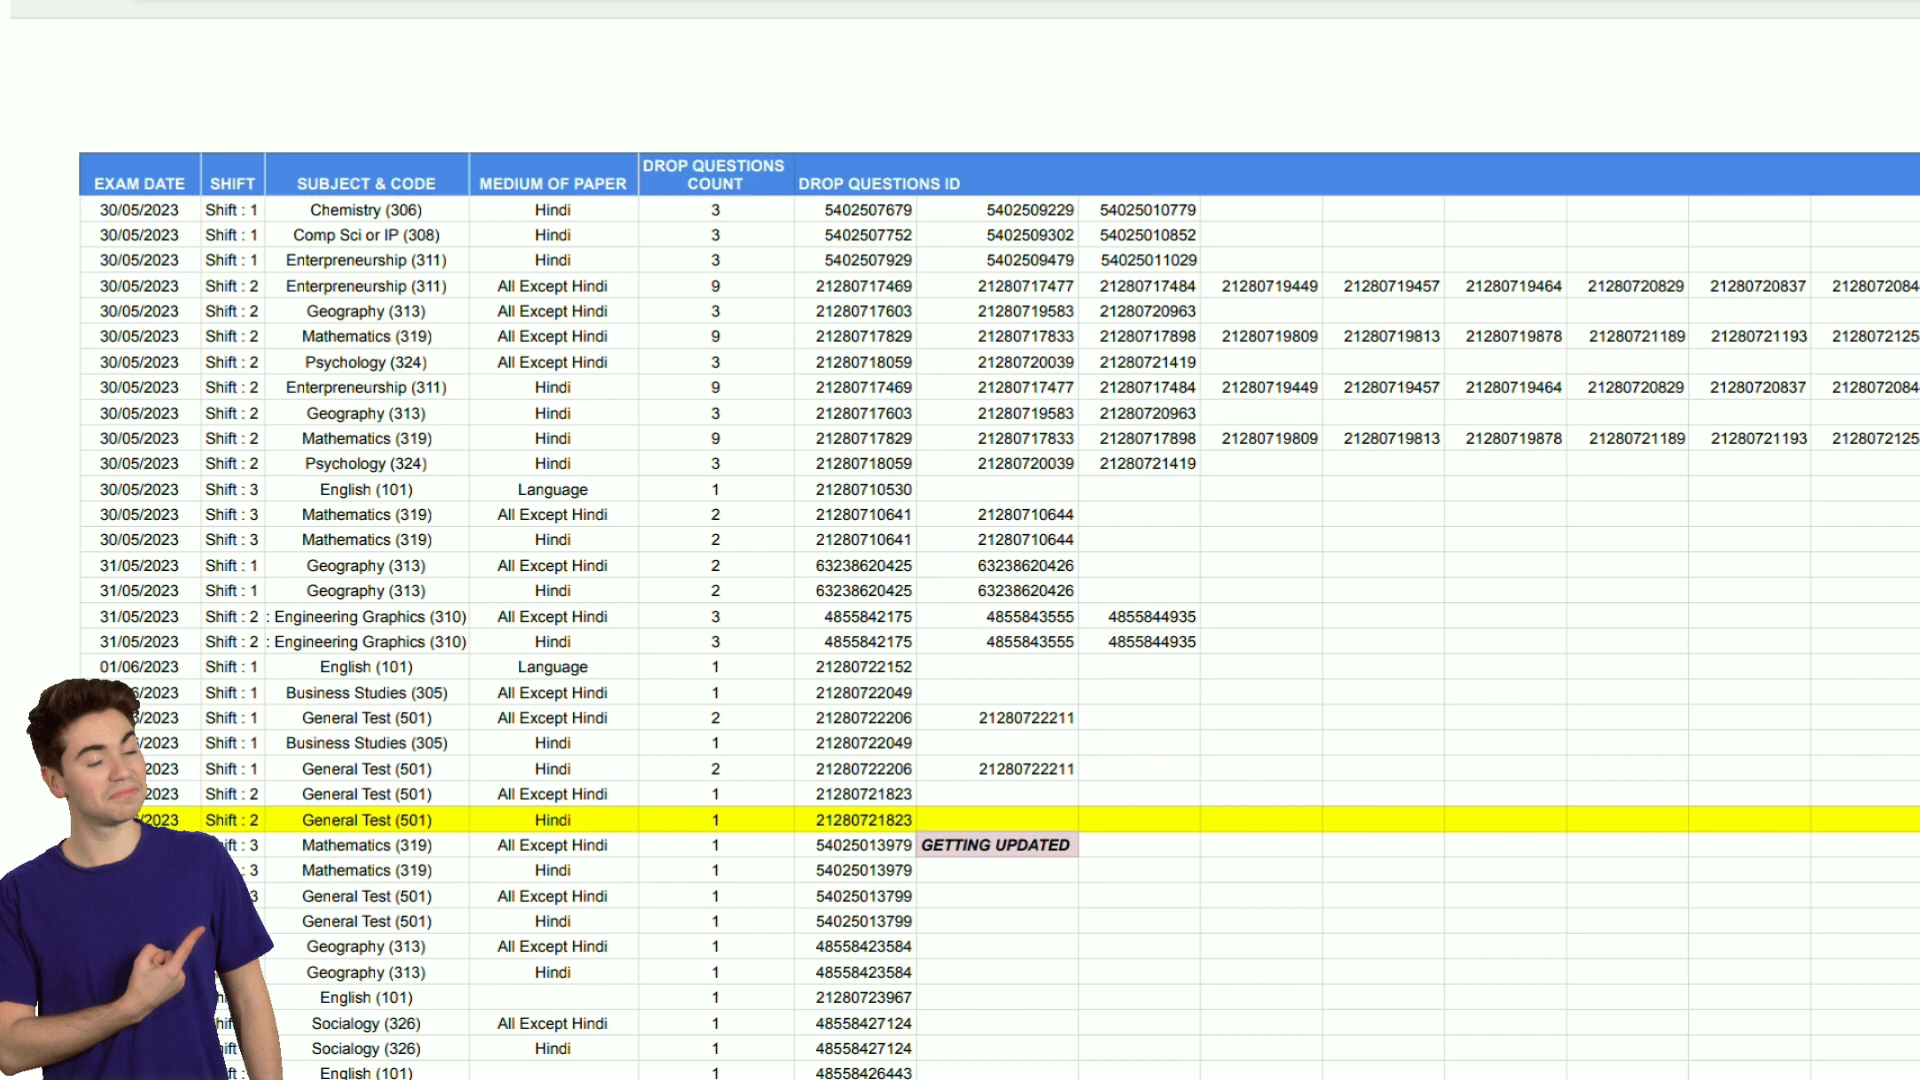 EXAM DATE SHIFT SUBJECT & CODE MEDIUM OF PAPER DROP QUESTIONS COUNT DROP QUESTIONS ID
30/05/2023 Shift : 1 Chemistry (306) Hindi 3 5402507679 5402509229 54025010779
30/05/2023 Shift : 1 Comp Sci or IP (308) Hindi 3 5402507752 5402509302 54025010852
30/05/2023 Shift : 1 Enterpreneurship (311) Hindi 3 5402507929 5402509479 54025011029
30/05/2023 Shift : 2 Enterpreneurship (311) All Except Hindi 9 21280717469 21280717477 21280717484 21280719449 21280719457 21280719464 21280720829 21280720837 2128072084
30/05/2023 Shift : 2 Geography (313) All Except Hindi 3 21280717603 21280719583 21280720963
30/05/2023 Shift : 2 Mathematics (319) All Except Hindi 9 21280717829 21280717833 21280717898 21280719809 21280719813 21280719878 21280721189 21280721193 2128072125
30/05/2023 Shift : 2 Psychology (324) All Except Hindi 3 21280718059 21280720039 21280721419
30/05/2023 Shift : 2 Enterpreneurship (311) Hindi 9 21280717469 21280717477 21280717484 21280719449 21280719457 21280719464 21280720829 21280720837 2128072084
30/05/2023 Shift : 2 Geography (313) Hindi 3 21280717603 21280719583 21280720963
30/05/2023 Shift : 2 Mathematics (319) Hindi 9 21280717829 21280717833 21280717898 21280719809 21280719813 21280719878 21280721189 21280721193 2128072125
30/05/2023 Shift : 2 Psychology (324) Hindi 3 21280718059 21280720039 21280721419
30/05/2023 Shift : 3 English (101) Language 1 21280710530
30/05/2023 Shift : 3 Mathematics (319) All Except Hindi 2 21280710641 21280710644
30/05/2023 Shift : 3 Mathematics (319) Hindi 2 21280710641 21280710644
31/05/2023 Shift : 1 Geography (313) All Except Hindi 2 63238620425 63238620426
31/05/2023 Shift : 1 Geography (313) Hindi 2 63238620425 63238620426
31/05/2023 Shift : 2 : Engineering Graphics (310) All Except Hindi 3 4855842175 4855843555 4855844935
31/05/2023 Shift : 2 : Engineering Graphics (310) Hindi 3 4855842175 4855843555 4855844935
01/06/2023 Shift : 1 English (101) Language 1 21280722152
6/2023 Shift : 1 Business Studies (305) All Except Hindi 1 21280722049
/2023 Shift : 1 General Test (501) All Except Hindi 2 21280722206 21280722211
/2023 Shift : 1 Business Studies (305) Hindi 1 21280722049
2023 Shift : 1 General Test (501) Hindi 2 21280722206 21280722211
2023 Shift : 2 General Test (501) All Except Hindi 1 21280721823
/2023 Shift : 2 General Test (501) Hindi 1 21280721823
ift : 3 Mathematics (319) All Except Hindi 1 54025013979 GETTING UPDATED
: 3 Mathematics (319) Hindi 1 54025013979
3 General Test (501) All Except Hindi 1 54025013799
General Test (501) Hindi 1 54025013799
Geography (313) All Except Hindi 1 48558423584
Geography (313) Hindi 1 48558423584
English (101) 1 21280723967
hif Socialogy (326) All Except Hindi 1 48558427124
ift Socialogy (326) Hindi 1 48558427124
ft : English (101) 1 48558426443